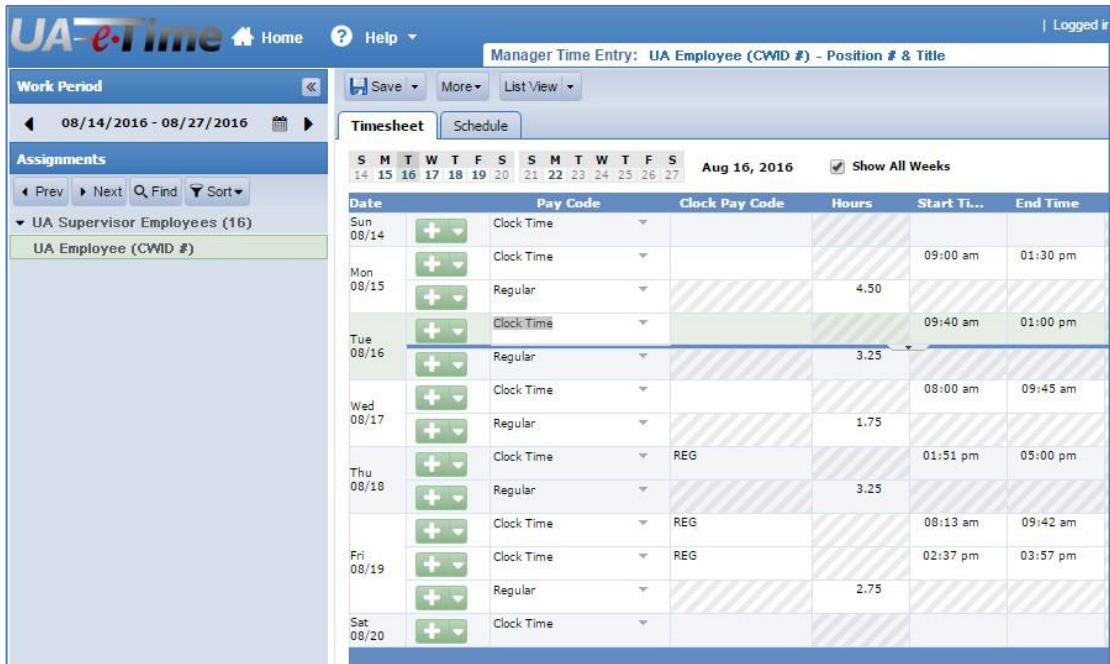 UA-e-Time Home Help
| Logged in
Manager Time Entry: UA Employee (CWID #) - Position # & Title
Work Period
08/14/2016 - 08/27/2016
Assignments
Prev Next Find Sort
UA Supervisor Employees (16)
UA Employee (CWID #)
Save More List View
Timesheet Schedule
S M T W T F S S M T W T F S
14 15 16 17 18 19 20 21 22 23 24 25 26 27
Aug 16, 2016 Show All Weeks
Date Pay Code Clock Pay Code Hours Start Ti... End Time
Sun 08/14 Clock Time
Mon 08/15 Clock Time 09:00 am 01:30 pm
Regular 4.50
Tue 08/16 Clock Time 09:40 am 01:00 pm
Regular 3.25
Wed 08/17 Clock Time 08:00 am 09:45 am
Regular 1.75
Thu 08/18 Clock Time REG 01:51 pm 05:00 pm
Regular 3.25
Fri 08/19 Clock Time REG 08:13 am 09:42 am
Clock Time REG 02:37 pm 03:57 pm
Regular 2.75
Sat 08/20 Clock Time